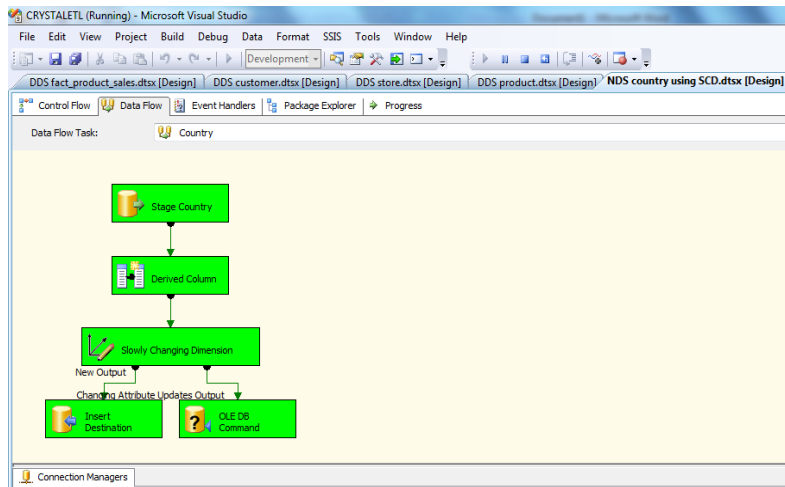 CRYSTALETL (Running) - Microsoft Visual Studio
File Edit View Project Build Debug Data Format SSIS Tools Window Help
Development
DDS fact_product_sales.dtsx [Design] DDS customer.dtsx [Design] DDS store.dtsx [Design] DDS product.dtsx [Design] NDS country using SCD.dtsx [Design]
Control Flow Data Flow Event Handlers Package Explorer Progress
Data Flow Task: Country
Stage Country
Derived Column
Slowly Changing Dimension
New Output
Changing Attribute Updates Output
Insert Destination
OLE DB Command
Connection Managers